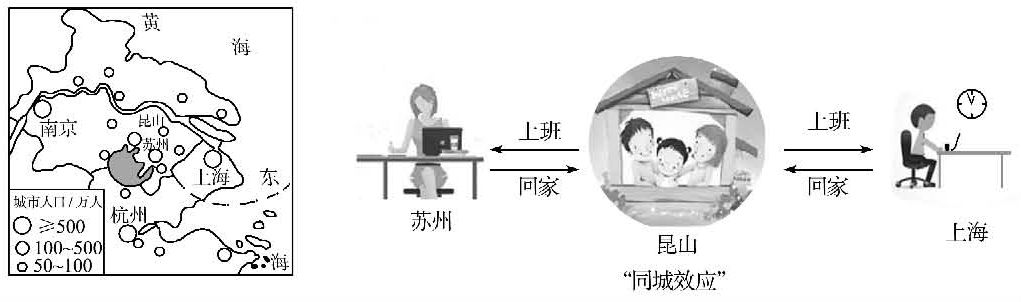 黄
海
南京
昆山
苏州
上海
东
海
杭州
城市人口/万人
≥500
100~500
50~100
上班
回家
上班
回家
苏州
昆山
上海
“同城效应”